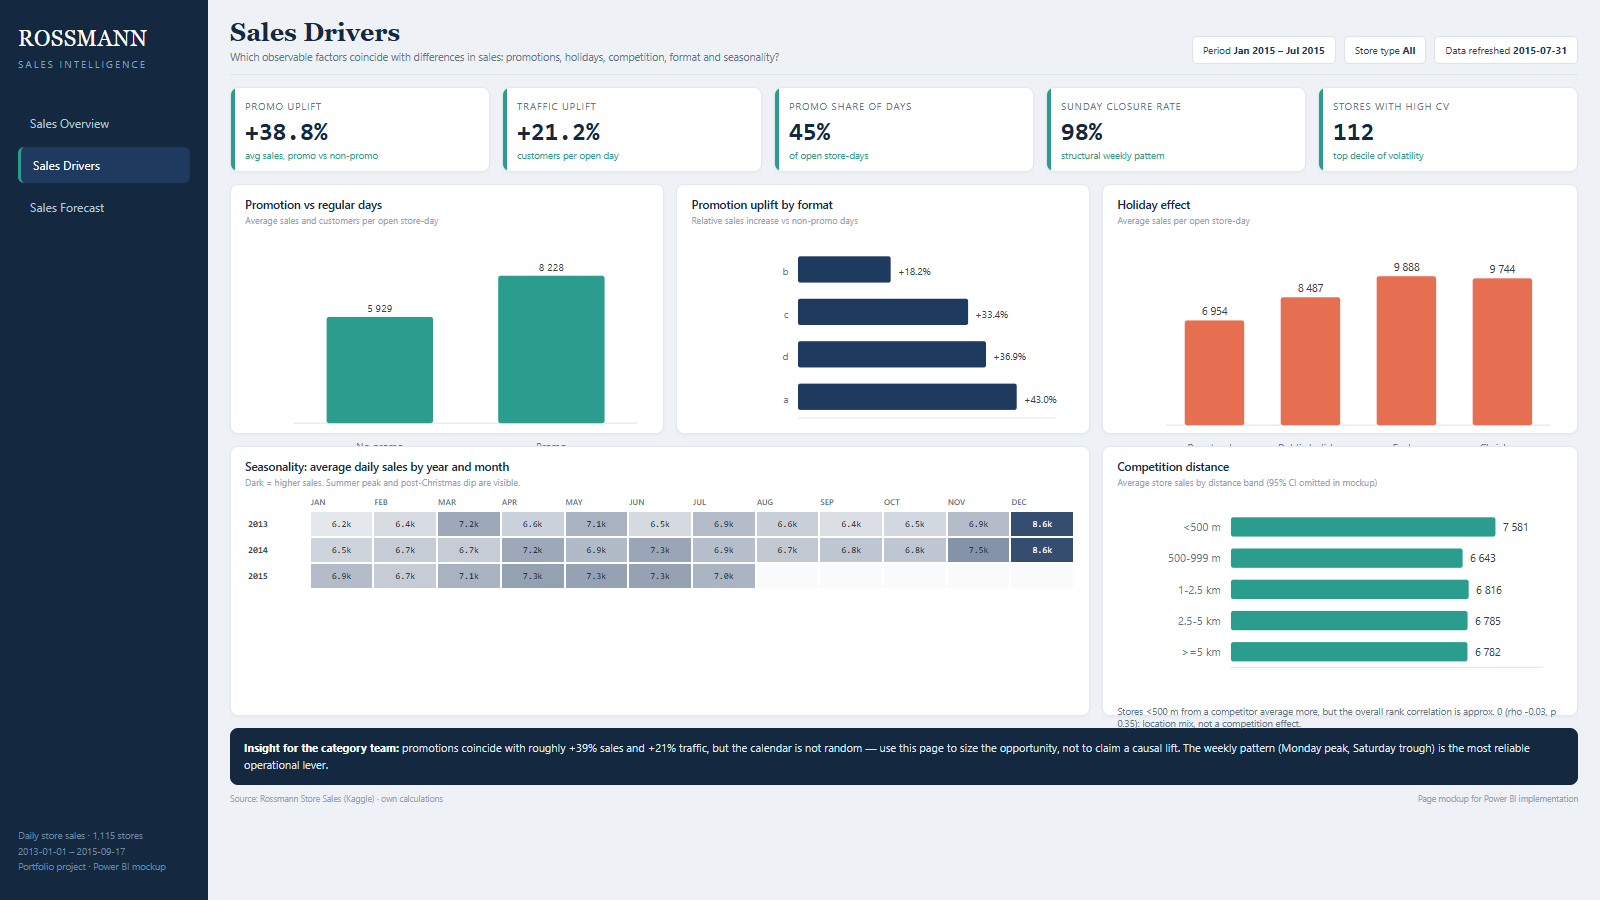 ROSSMANN
SALES INTELLIGENCE
Sales Overview
Sales Drivers
Sales Forecast
Daily store sales · 1,115 stores
2013-01-01 – 2015-09-17
Portfolio project · Power BI mockup
Sales Drivers
Which observable factors coincide with differences in sales: promotions, holidays, competition, format and seasonality?
Period Jan 2015 – Jul 2015
Store type All
Data refreshed 2015-07-31
PROMO UPLIFT
+38.8%
avg sales, promo vs non-promo
TRAFFIC UPLIFT
+21.2%
customers per open day
PROMO SHARE OF DAYS
45%
of open store-days
SUNDAY CLOSURE RATE
98%
structural weekly pattern
STORES WITH HIGH CV
112
top decile of volatility
Promotion vs regular days
Average sales and customers per open store-day
5 929
8 228
Promotion uplift by format
Relative sales increase vs non-promo days
b +18.2%
c +33.4%
d +36.9%
a +43.0%
Holiday effect
Average sales per open store-day
6 954
8 487
9 888
9 744
Seasonality: average daily sales by year and month
Dark = higher sales. Summer peak and post-Christmas dip are visible.
JAN FEB MAR APR MAY JUN JUL AUG SEP OCT NOV DEC
2013 6.2k 6.4k 7.2k 6.6k 7.1k 6.5k 6.9k 6.6k 6.4k 6.5k 6.9k 8.6k
2014 6.5k 6.7k 6.7k 7.2k 6.9k 7.3k 6.9k 6.7k 6.8k 6.8k 7.5k 8.6k
2015 6.9k 6.7k 7.1k 7.3k 7.3k 7.3k 7.0k
Competition distance
Average store sales by distance band (95% CI omitted in mockup)
<500 m 7 581
500-999 m 6 643
1-2.5 km 6 816
2.5-5 km 6 785
>=5 km 6 782
Stores <500 m from a competitor average more, but the overall rank correlation is approx. 0 (rho -0.03, p
0.35): location mix, not a competition effect.
Insight for the category team: promotions coincide with roughly +39% sales and +21% traffic, but the calendar is not random — use this page to size the opportunity, not to claim a causal lift. The weekly pattern (Monday peak, Saturday trough) is the most reliable
operational lever.
Source: Rossmann Store Sales (Kaggle) · own calculations
Page mockup for Power BI implementation